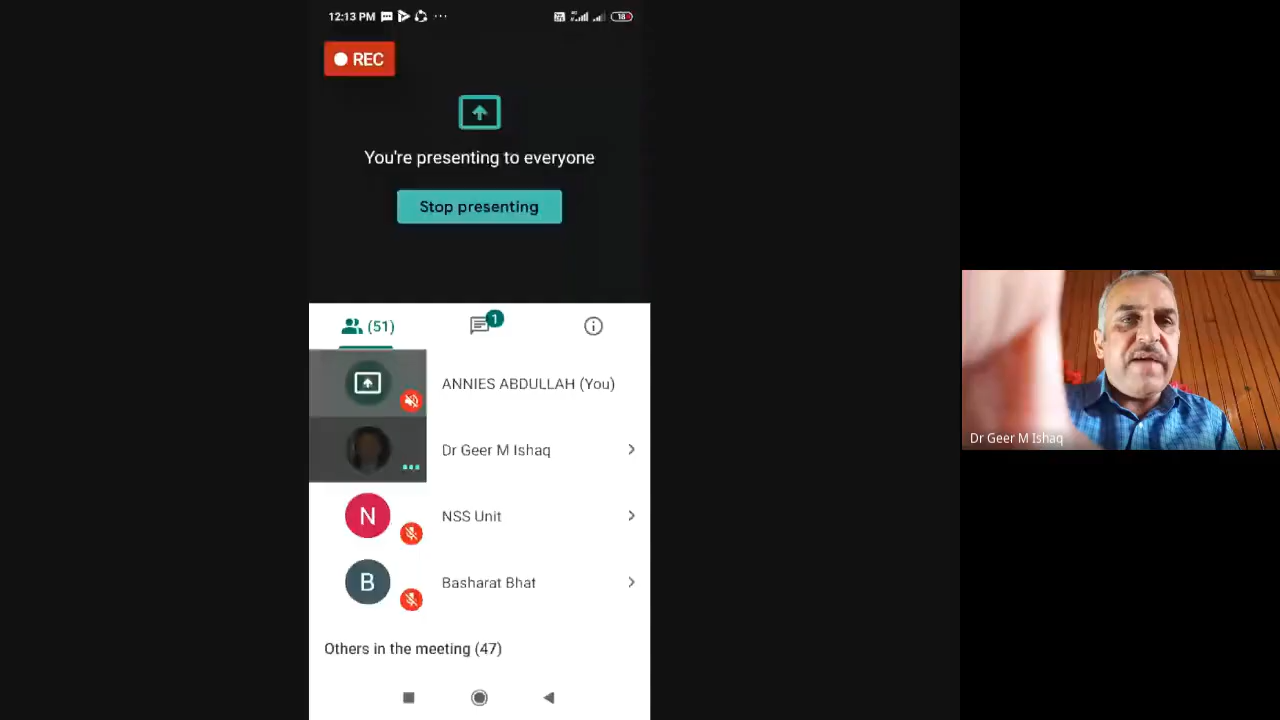 12:13 PM
18
REC
You're presenting to everyone
Stop presenting
(51)
1
ANNIES ABDULLAH (You)
Dr Geer M Ishaq
N
NSS Unit
B
Basharat Bhat
Others in the meeting (47)
Dr Geer M Ishaq